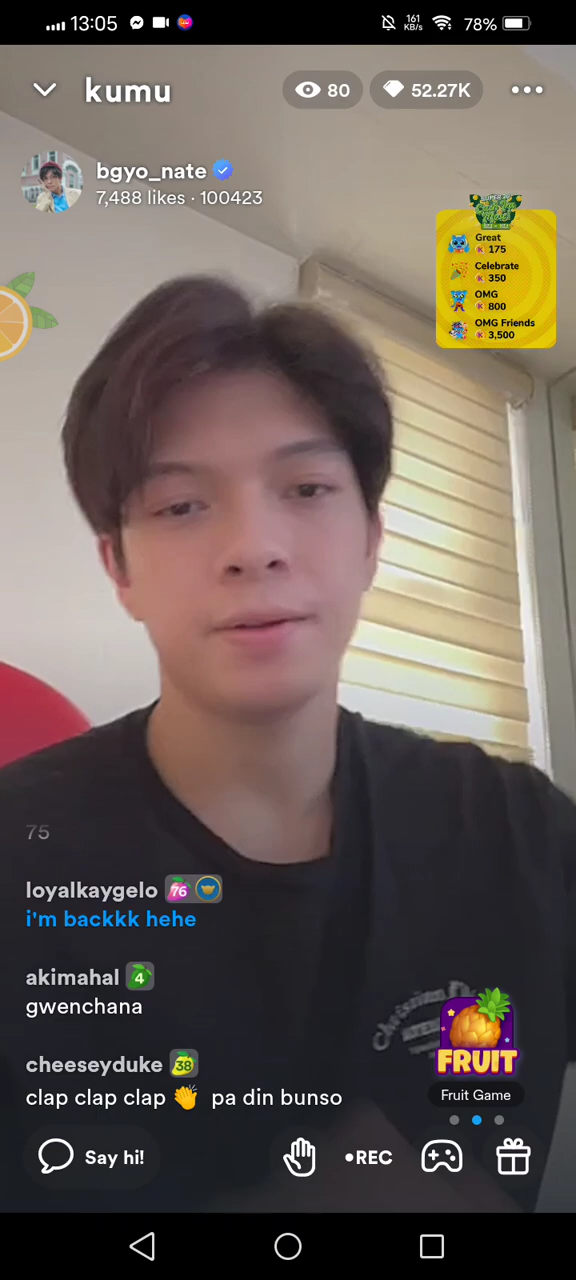 13:05
161
KB/s
78%
kumu
80
52.27K
bgyo_nate
7,488 likes · 100423
Great
175
Celebrate
350
OMG
800
OMG Friends
3,500
75
loyalkaygelo 76
i'm backkk hehe
akimahal 4
gwenchana
cheeseyduke 38
clap clap clap 👏 pa din bunso
FRUIT
Fruit Game
Say hi!
•REC